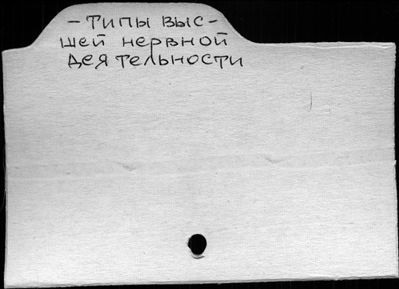 - Типы выс-
шей нервной
деятельности